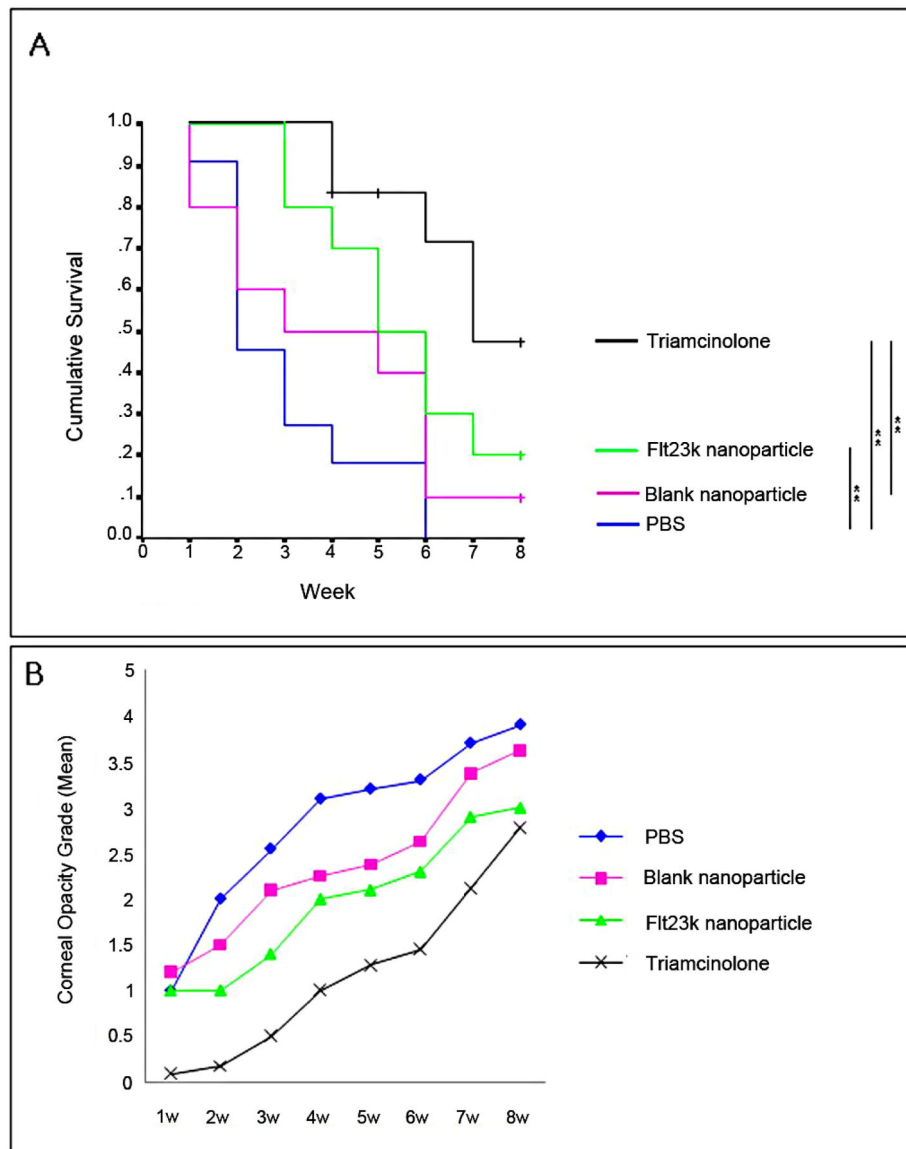 A
1.0
.9
.8
.7
.6
.5
.4
.3
.2
.1
0.0
Cumulative Survival
0 1 2 3 4 5 6 7 8
Week
Triamcinolone
Flt23k nanoparticle
Blank nanoparticle
PBS
**
**
**
B
5
4
3.5
3
2.5
2
1.5
1
0.5
0
Corneal Opacity Grade (Mean)
1w 2w 3w 4w 5w 6w 7w 8w
PBS
Blank nanoparticle
Flt23k nanoparticle
Triamcinolone